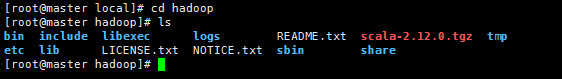 [root@master local]# cd hadoop
[root@master hadoop]# ls
bin include libexec logs README.txt scala-2.12.0.tgz tmp
etc lib LICENSE.txt NOTICE.txt sbin share
[root@master hadoop]#